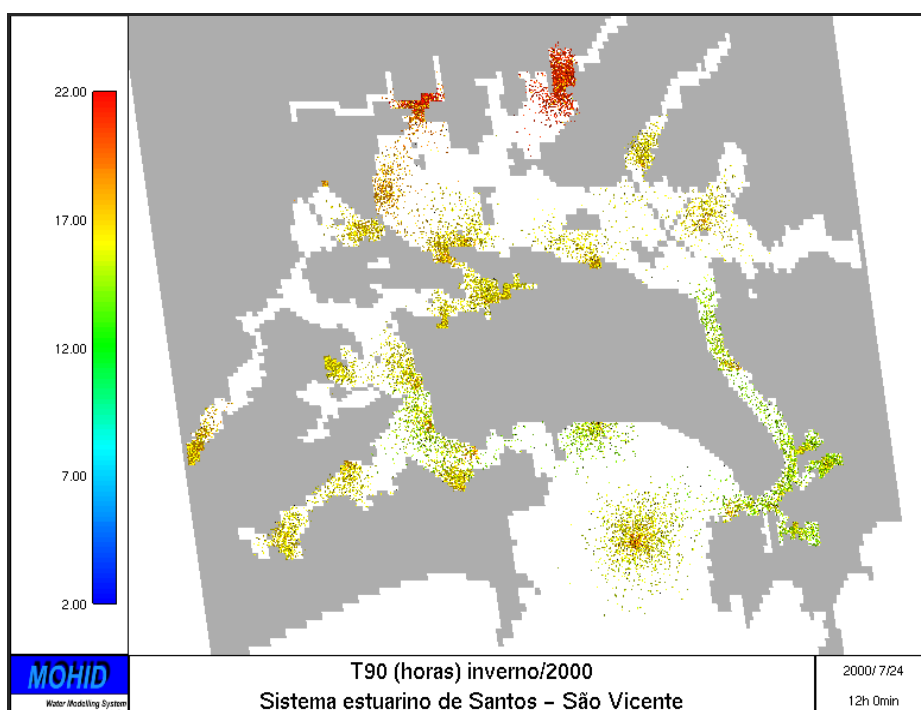 22.00
17.00
12.00
7.00
2.00
MOHID
Water Modelling System
T90 (horas) inverno/2000
Sistema estuarino de Santos – São Vicente
2000/7/24
12h 0min